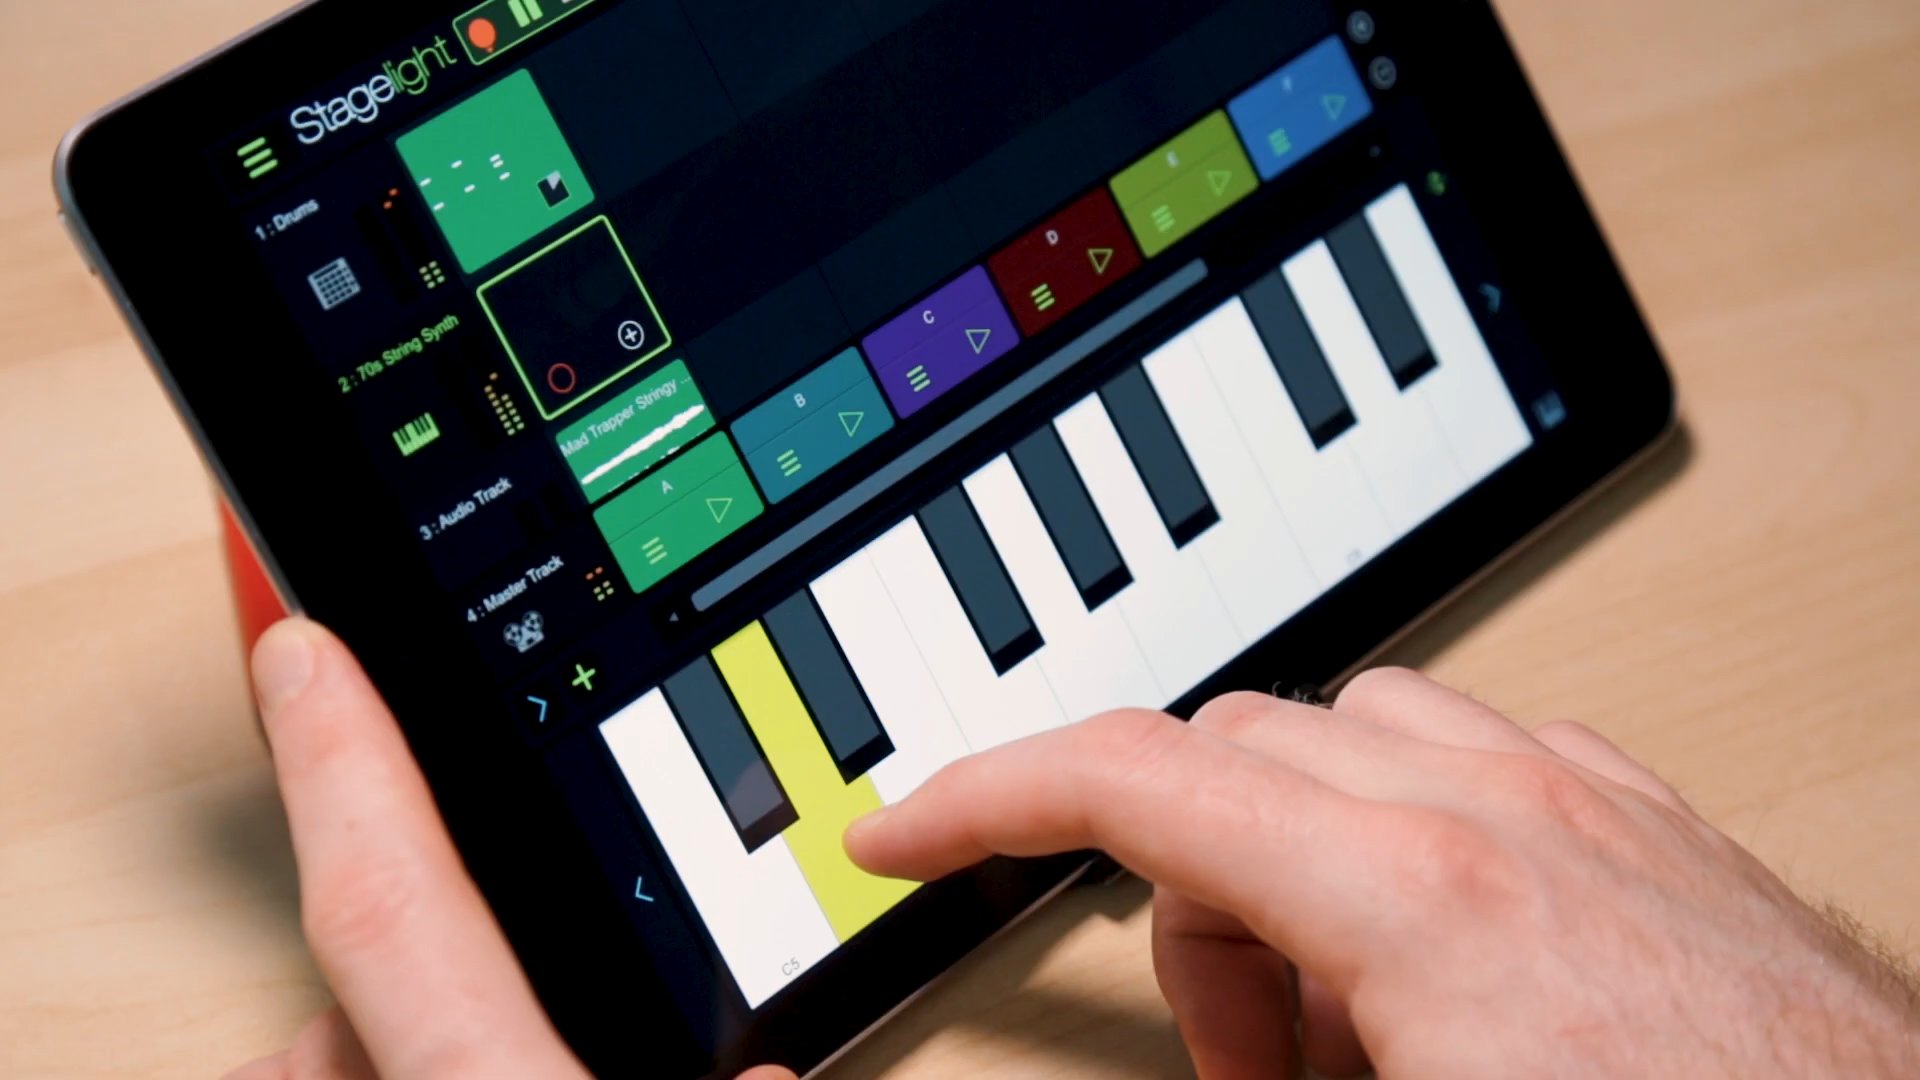 Stagelight
1 : Drums
2 : 70s String Synth
Mad Trapper Stringy ...
3 : Audio Track
4 : Master Track
A
B
C
D
E
F
C5